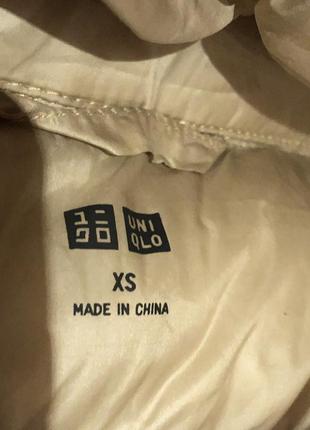 ユニ
クロ
UNI
QLO
XS
MADE IN CHINA